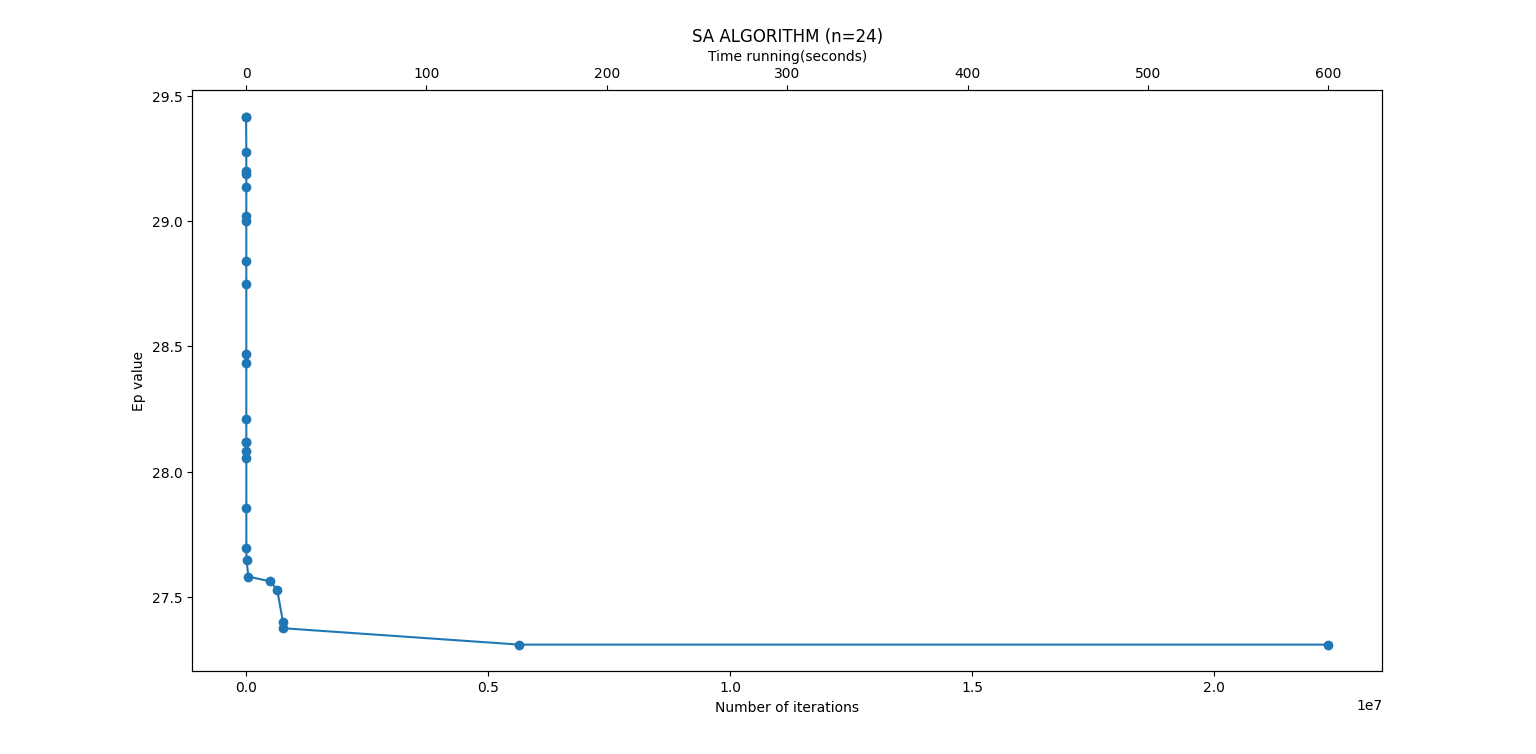 SA ALGORITHM (n=24)
Time running(seconds)
0 100 200 300 400 500 600
29.5
29.0
28.5
28.0
27.5
Ep value
0.0 0.5 1.0 1.5 2.0
1e7
Number of iterations